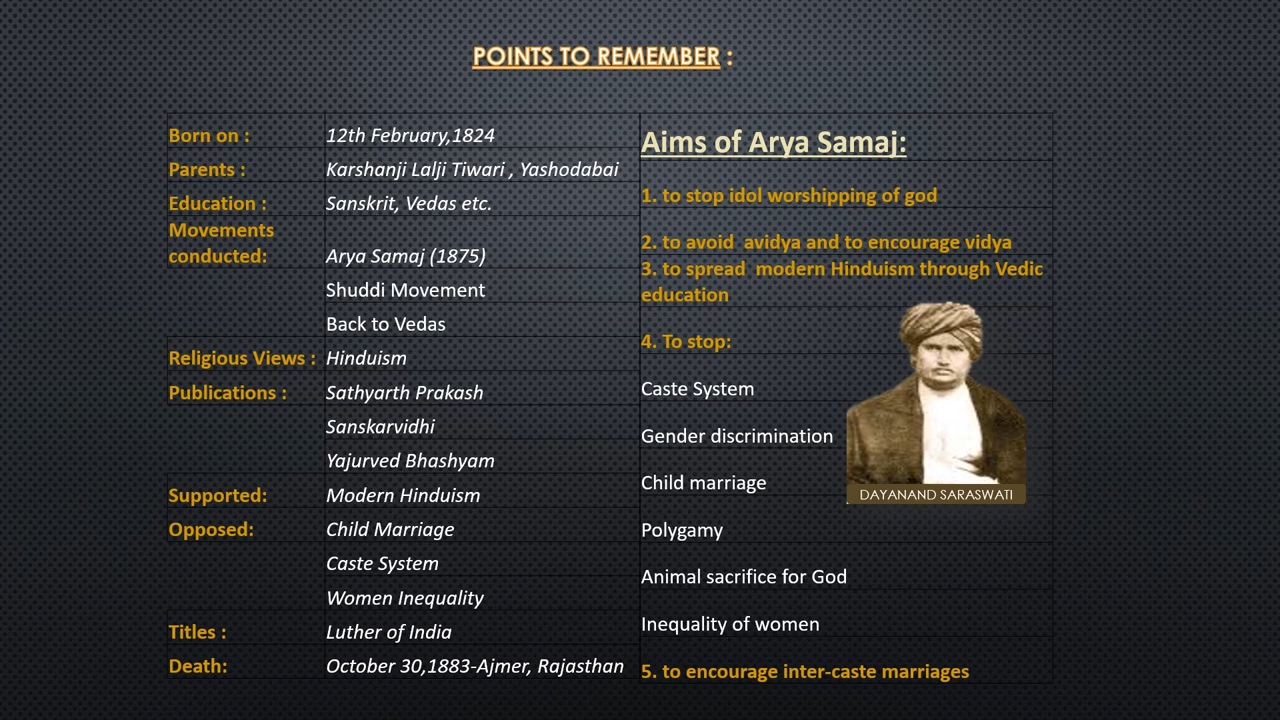 POINTS TO REMEMBER :
Born on : 12th February,1824
Parents : Karshanji Lalji Tiwari , Yashodabai
Education : Sanskrit, Vedas etc.
Movements
conducted: Arya Samaj (1875)
Shuddi Movement
Back to Vedas
Religious Views : Hinduism
Publications : Sathyarth Prakash
Sanskarvidhi
Yajurved Bhashyam
Supported: Modern Hinduism
Opposed: Child Marriage
Caste System
Women Inequality
Titles : Luther of India
Death: October 30,1883-Ajmer, Rajasthan
Aims of Arya Samaj:
1. to stop idol worshipping of god
2. to avoid  avidya and to encourage vidya
3. to spread  modern Hinduism through Vedic
education
4. To stop:
Caste System
Gender discrimination
Child marriage
Polygamy
Animal sacrifice for God
Inequality of women
5. to encourage inter-caste marriages
DAYANAND SARASWATI